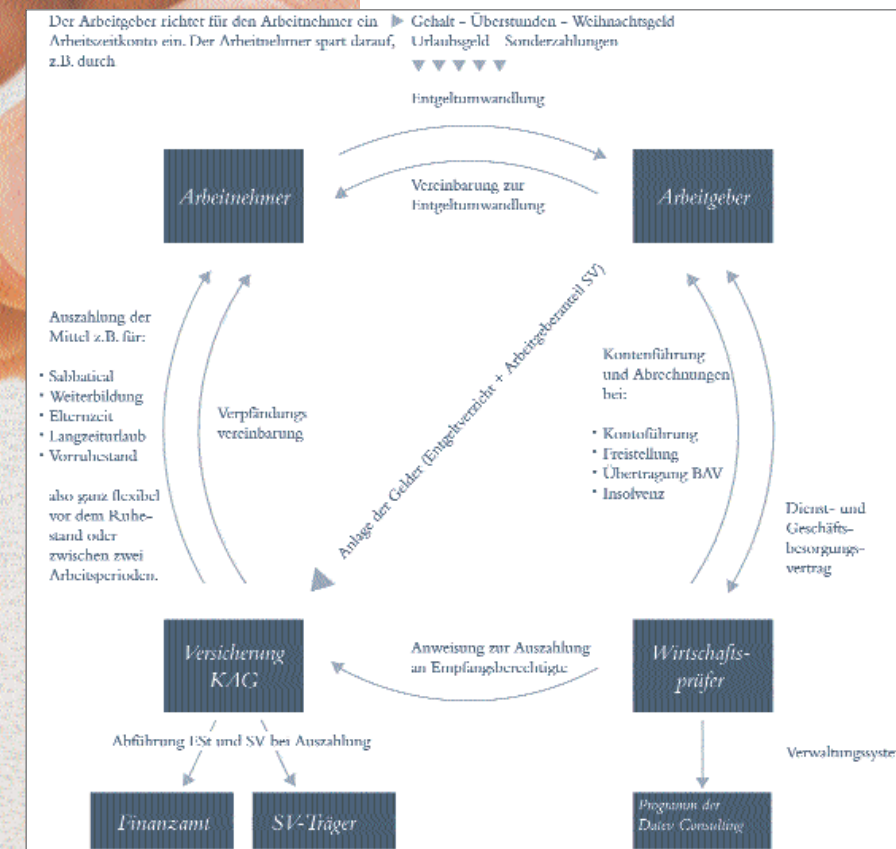 Der Arbeitgeber richtet für den Arbeitnehmer ein
Arbeitszeitkonto ein. Der Arbeitnehmer spart darauf,
z.B. durch
Gehalt – Überstunden – Weihnachtsgeld
Urlaubsgeld Sonderzahlungen
Entgeltumwandlung
Arbeitnehmer
Vereinbarung zur
Entgeltumwandlung
Arbeitgeber
Auszahlung der
Mittel z.B. für:
• Sabbatical
• Weiterbildung
• Elternzeit
• Langzeiturlaub
• Vorruhestand
also ganz flexibel
vor dem Ruhe-
stand oder
zwischen zwei
Arbeitsperioden.
Verpfändungs
vereinbarung
Anlage der Gelder (Entgeltverzicht + Arbeitgeberanteil SV)
Kontenführung
und Abrechnungen
bei:
• Kontoführung
• Freistellung
• Übertragung BAV
• Insolvenz
Dienst- und
Geschäfts-
besorgungs-
vertrag
Versicherung
KAG
Anweisung zur Auszahlung
an Empfangsberechtigte
Wirtschafts-
prüfer
Abführung ESt und SV bei Auszahlung
Verwaltungssyste
Finanzamt
SV-Träger
Programm der
Datev Consulting